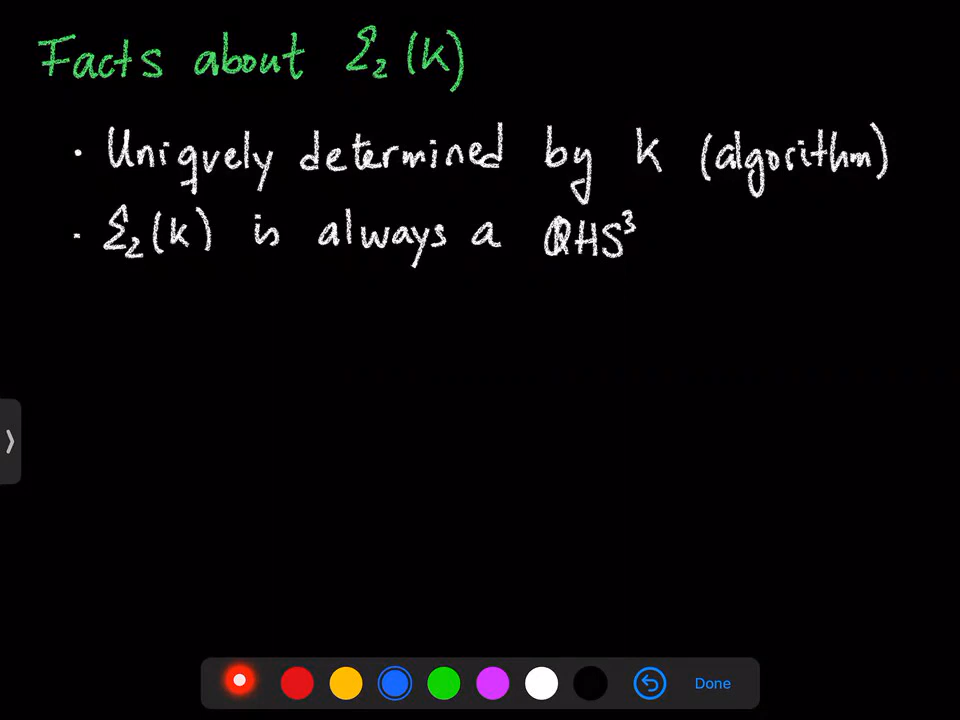 Facts about Σ₂(K)
· Uniquely determined by K (algorithm)
· Σ₂(K) is always a QHS³
Done